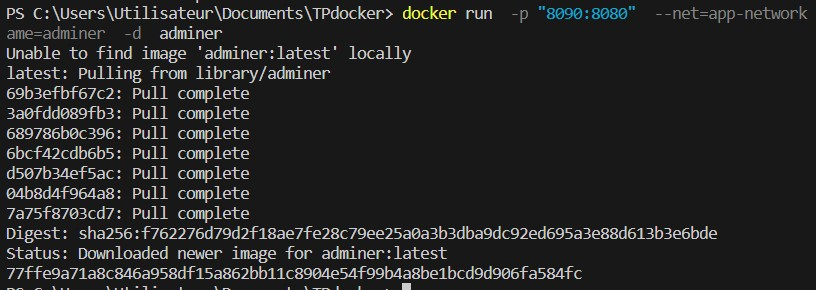 PS C:\Users\Utilisateur\Documents\TPdocker> docker run -p "8090:8080" --net=app-network
ame=adminer -d adminer
Unable to find image 'adminer:latest' locally
latest: Pulling from library/adminer
69b3efbf67c2: Pull complete
3a0fdd089fb3: Pull complete
689786b0c396: Pull complete
6bcf42cdb6b5: Pull complete
d507b34ef5ac: Pull complete
04b8d4f964a8: Pull complete
7a75f8703cd7: Pull complete
Digest: sha256:f762276d79d2f18ae7fe28c79ee25a0a3b3dba9dc92ed695a3e88d613b3e6bde
Status: Downloaded newer image for adminer:latest
77ffe9a71a8c846a958df15a862bb11c8904e54f99b4a8be1bcd9d906fa584fc
PS C:\Users\Utilisateur\Documents\TPdocker>